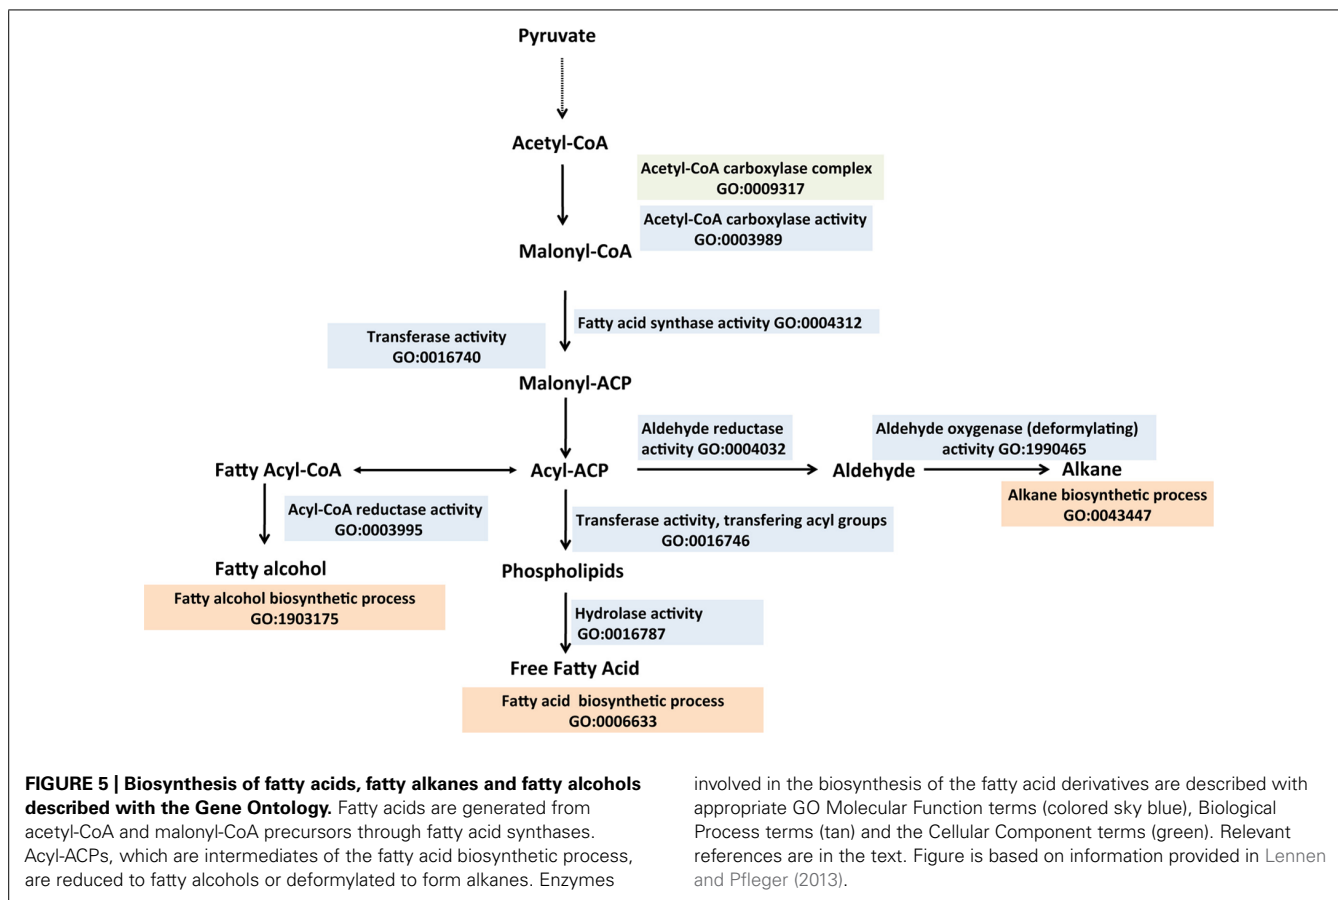 Pyruvate
Acetyl-CoA
Acetyl-CoA carboxylase complex
GO:0009317
Acetyl-CoA carboxylase activity
GO:0003989
Malonyl-CoA
Fatty acid synthase activity GO:0004312
Transferase activity
GO:0016740
Malonyl-ACP
Aldehyde reductase
activity GO:0004032
Aldehyde oxygenase (deformylating)
activity GO:1990465
Fatty Acyl-CoA
Acyl-ACP
Aldehyde
Alkane
Alkane biosynthetic process
GO:0043447
Acyl-CoA reductase activity
GO:0003995
Transferase activity, transfering acyl groups
GO:0016746
Fatty alcohol
Phospholipids
Fatty alcohol biosynthetic process
GO:1903175
Hydrolase activity
GO:0016787
Free Fatty Acid
Fatty acid biosynthetic process
GO:0006633
FIGURE 5 | Biosynthesis of fatty acids, fatty alkanes and fatty alcohols
described with the Gene Ontology. Fatty acids are generated from
acetyl-CoA and malonyl-CoA precursors through fatty acid synthases.
Acyl-ACPs, which are intermediates of the fatty acid biosynthetic process,
are reduced to fatty alcohols or deformylated to form alkanes. Enzymes
involved in the biosynthesis of the fatty acid derivatives are described with
appropriate GO Molecular Function terms (colored sky blue), Biological
Process terms (tan) and the Cellular Component terms (green). Relevant
references are in the text. Figure is based on information provided in Lennen
and Pfleger (2013).